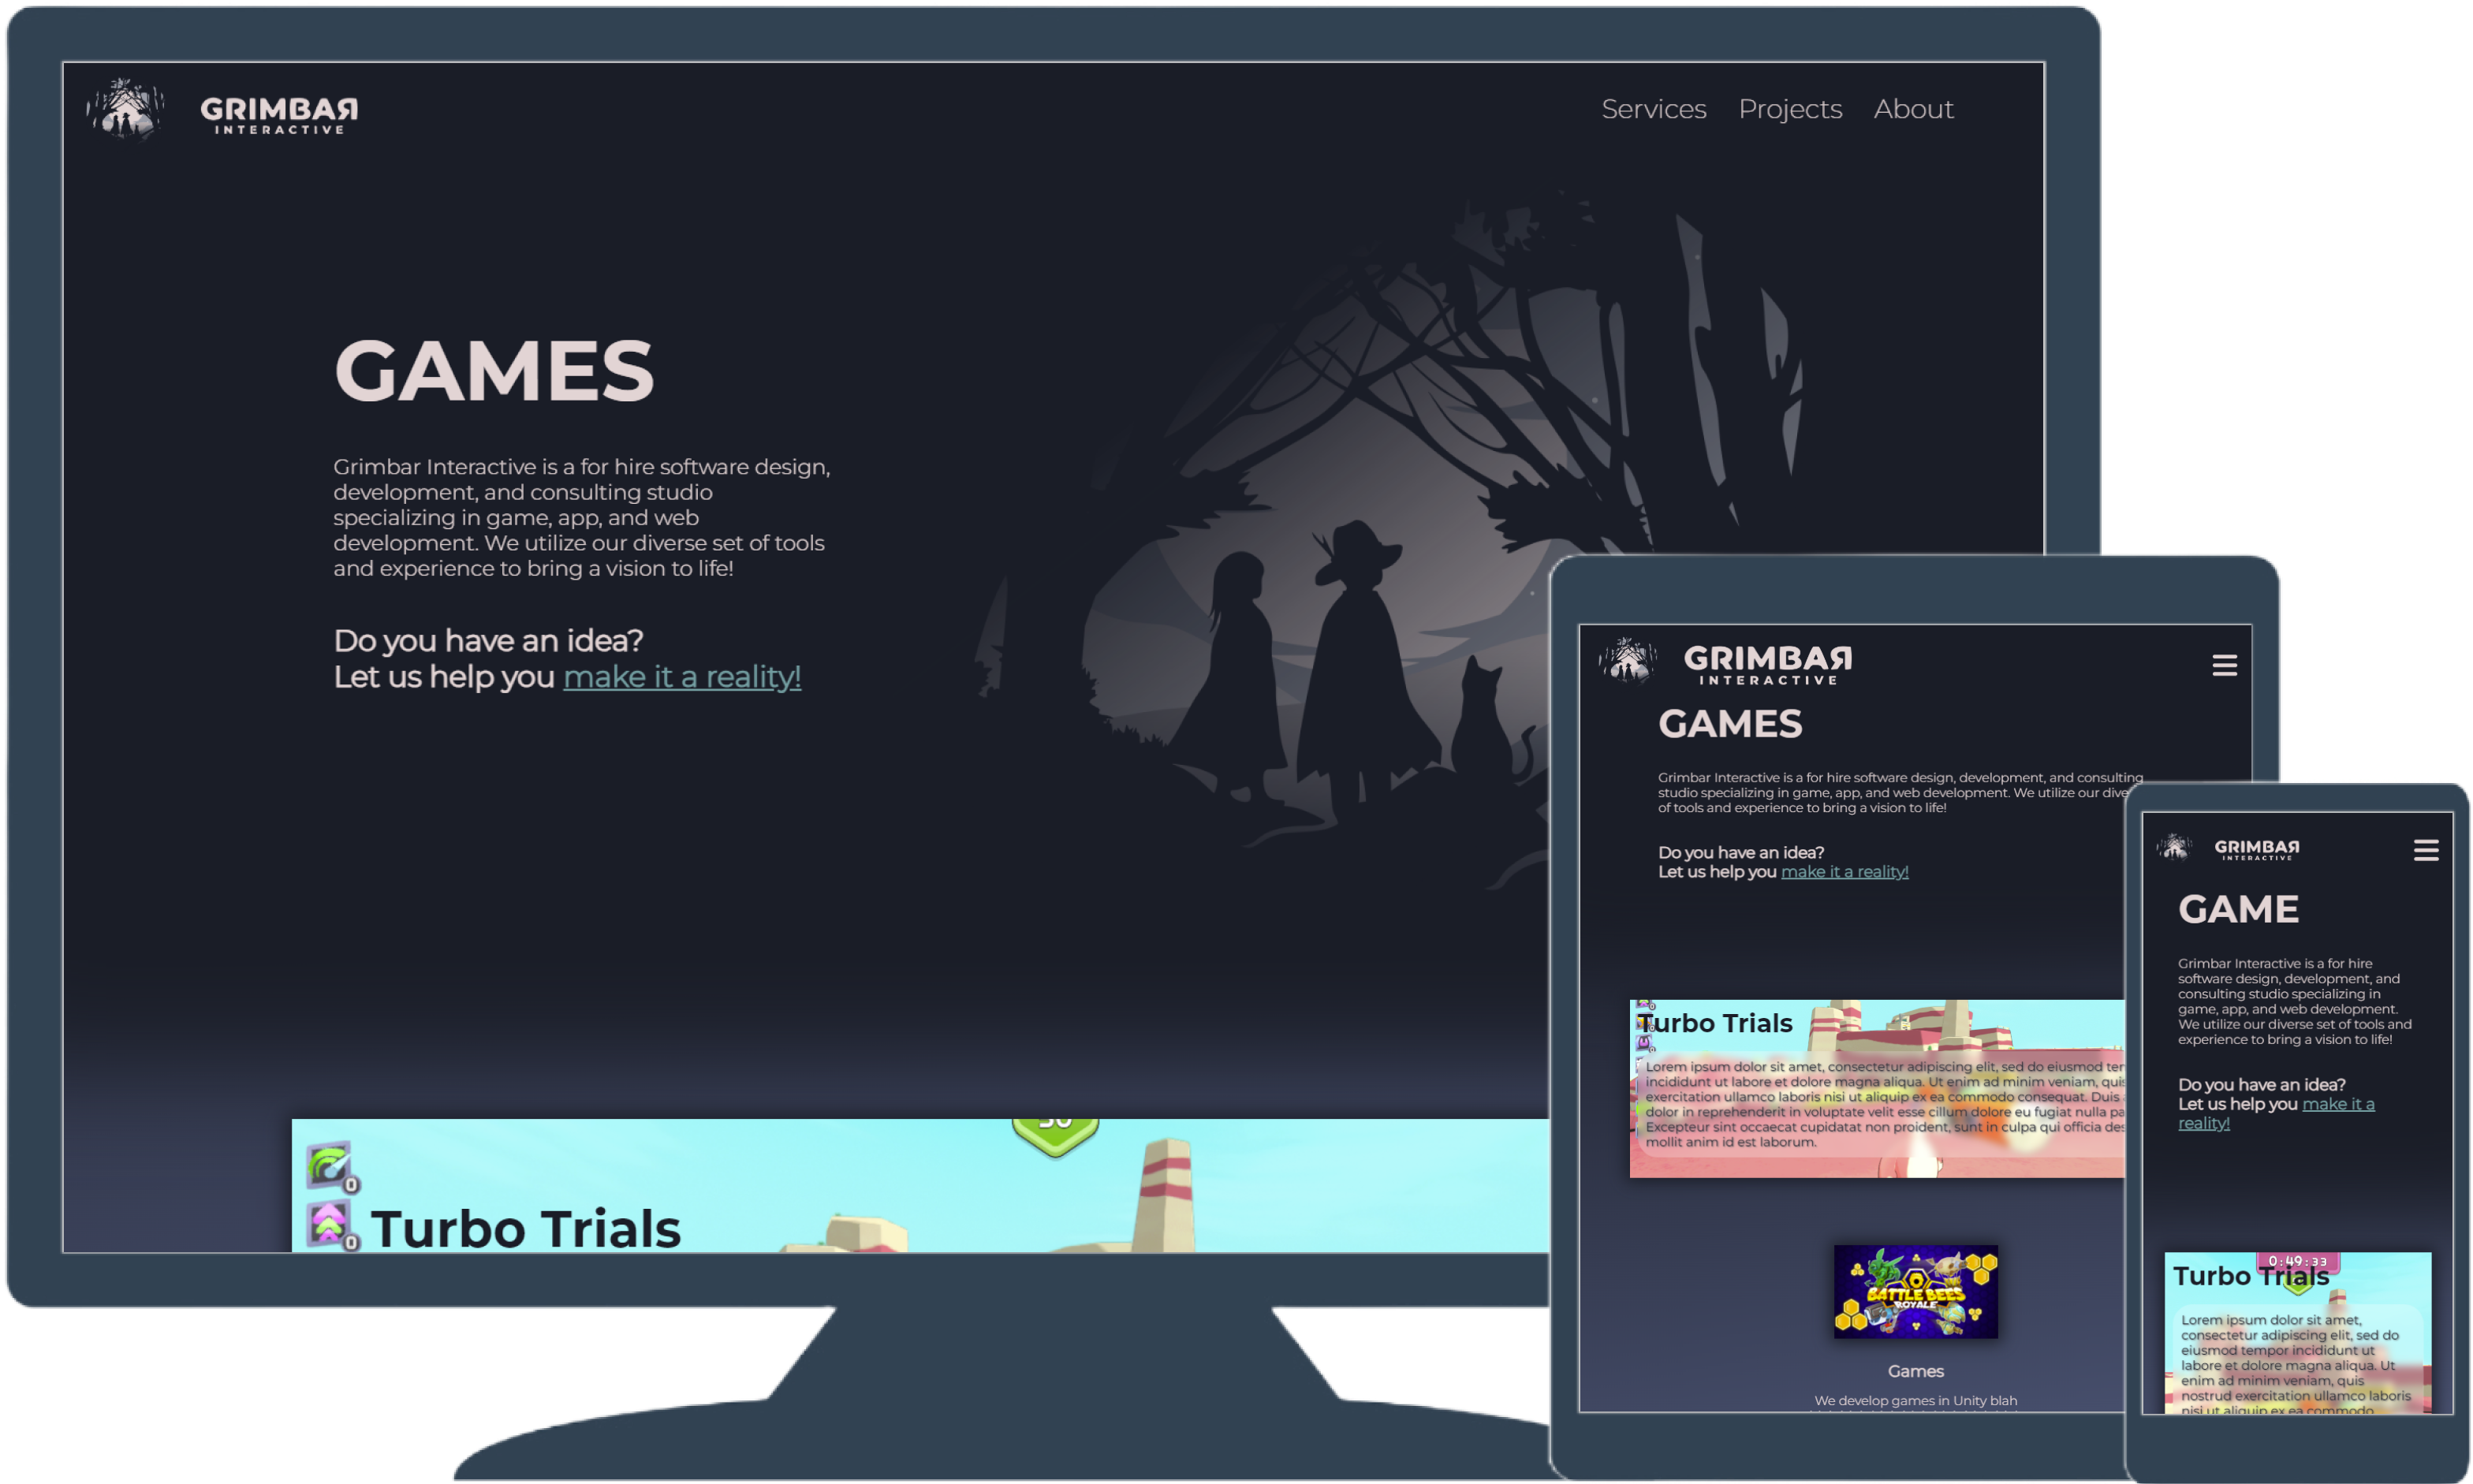 GRIMBAR
INTERACTIVE
Services Projects About
GAMES
Grimbar Interactive is a for hire software design,
development, and consulting studio
specializing in game, app, and web
development. We utilize our diverse set of tools
and experience to bring a vision to life!
Do you have an idea?
Let us help you make it a reality!
0
0
Turbo Trials
GRIMBAR
INTERACTIVE
GAMES
Grimbar Interactive is a for hire software design, development, and consulting
studio specializing in game, app, and web development. We utilize our dive
of tools and experience to bring a vision to life!
Do you have an idea?
Let us help you make it a reality!
Turbo Trials
Lorem ipsum dolor sit amet, consectetur adipiscing elit, sed do eiusmod ter
incididunt ut labore et dolore magna aliqua. Ut enim ad minim veniam, quis
exercitation ullamco laboris nisi ut aliquip ex ea commodo consequat. Duis
dolor in reprehenderit in voluptate velit esse cillum dolore eu fugiat nulla pa
Excepteur sint occaecat cupidatat non proident, sunt in culpa qui officia des
mollit anim id est laborum.
BATTLE BEES
ROYALE
Games
We develop games in Unity blah
GRIMBAR
INTERACTIVE
GAME
Grimbar Interactive is a for hire
software design, development, and
consulting studio specializing in
game, app, and web development.
We utilize our diverse set of tools and
experience to bring a vision to life!
Do you have an idea?
Let us help you make it a
reality!
0:49:33
Turbo Trials
Lorem ipsum dolor sit amet,
consectetur adipiscing elit, sed do
eiusmod tempor incididunt ut
labore et dolore magna aliqua. Ut
enim ad minim veniam, quis
nostrud exercitation ullamco laboris
nisi ut aliquip ex ea commodo